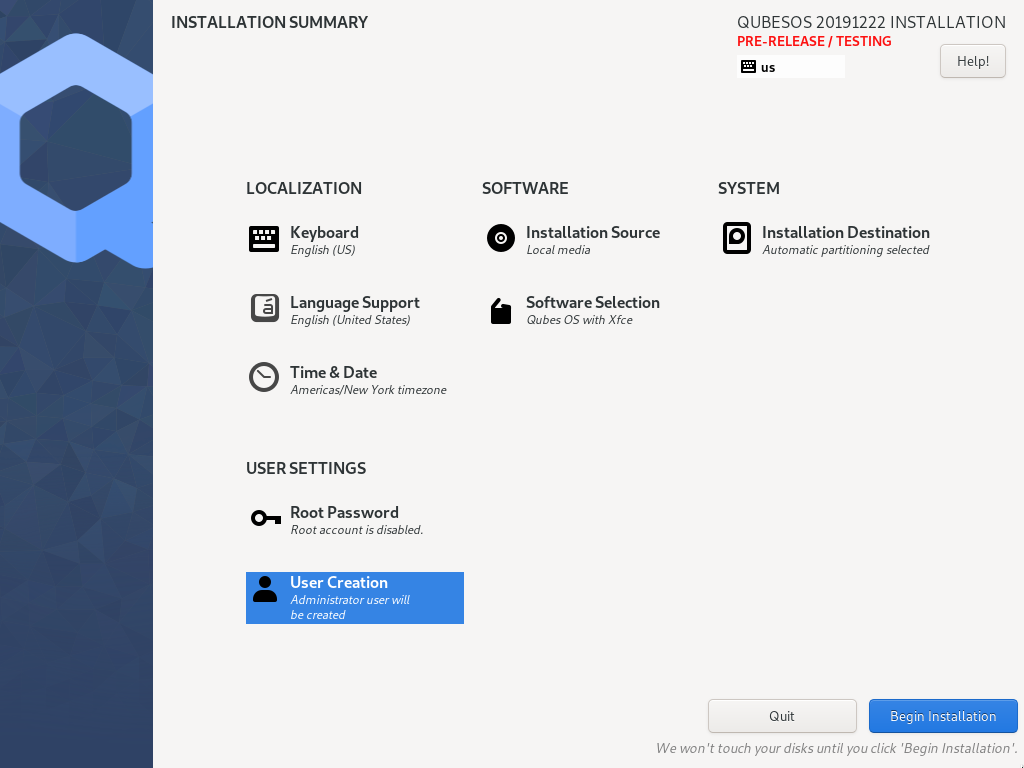 INSTALLATION SUMMARY
QUBESOS 20191222 INSTALLATION
PRE-RELEASE / TESTING
us
Help!
LOCALIZATION
Keyboard
English (US)
Language Support
English (United States)
Time & Date
Americas/New York timezone
SOFTWARE
Installation Source
Local media
Software Selection
Qubes OS with Xfce
SYSTEM
Installation Destination
Automatic partitioning selected
USER SETTINGS
Root Password
Root account is disabled.
User Creation
Administrator user will
be created
Quit
Begin Installation
We won't touch your disks until you click 'Begin Installation'.